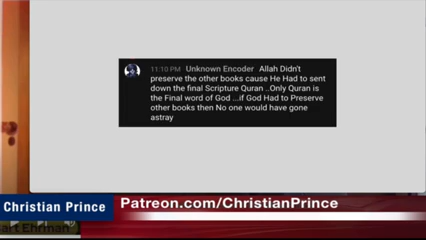 11:10 PM Unknown Encoder Allah Didn't
preserve the other books cause He Had to sent
down the final Scripture Quran ..Only Quran is
the Final word of God ...if God Had to Preserve
other books then No one would have gone
astray
Christian Prince
Patreon.com/ChristianPrince
art Ehrman